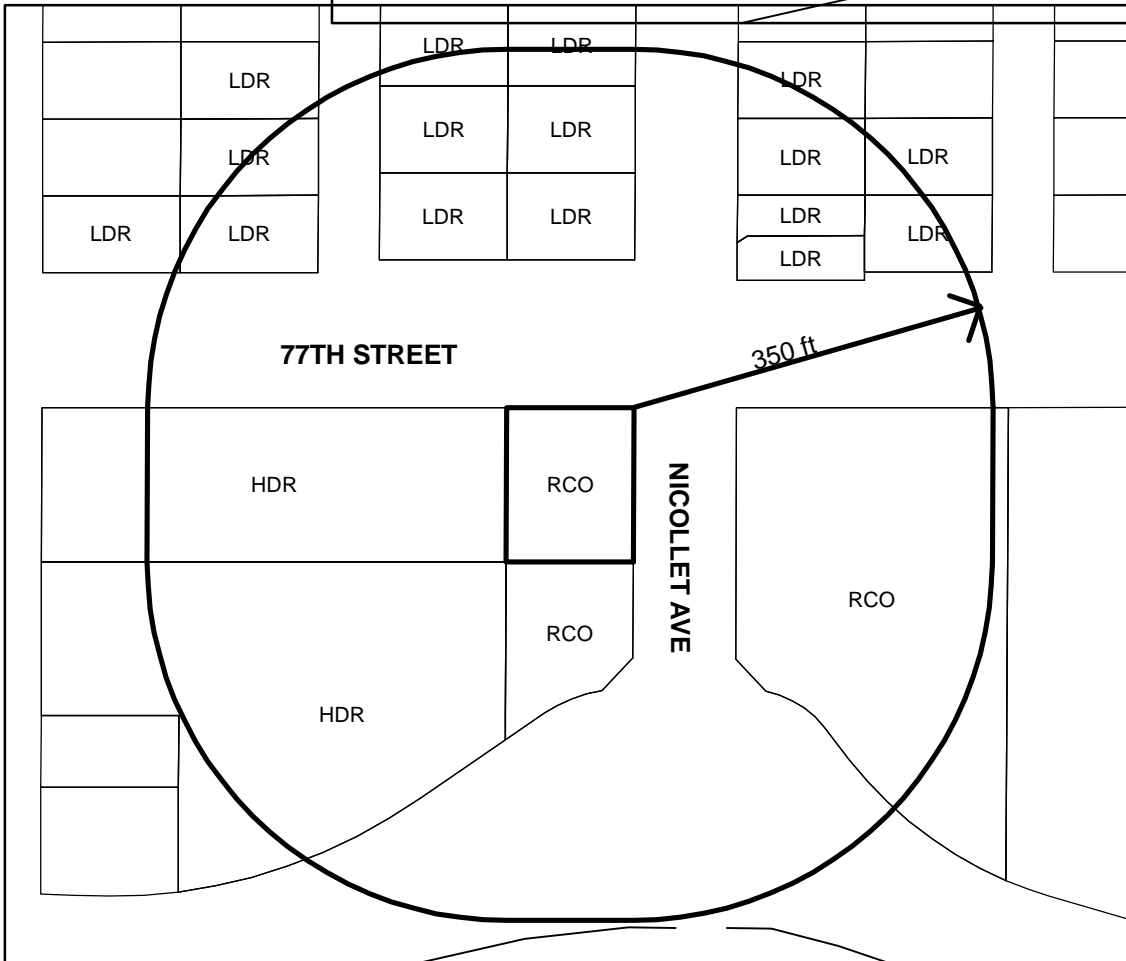 LDR LDR
LDR LDR
LDR LDR
LDR LDR LDR
LDR LDR LDR LDR
LDR
LDR LDR LDR
LDR
350 ft
77TH STREET
HDR RCO
NICOLLET AVE
RCO
RCO
HDR